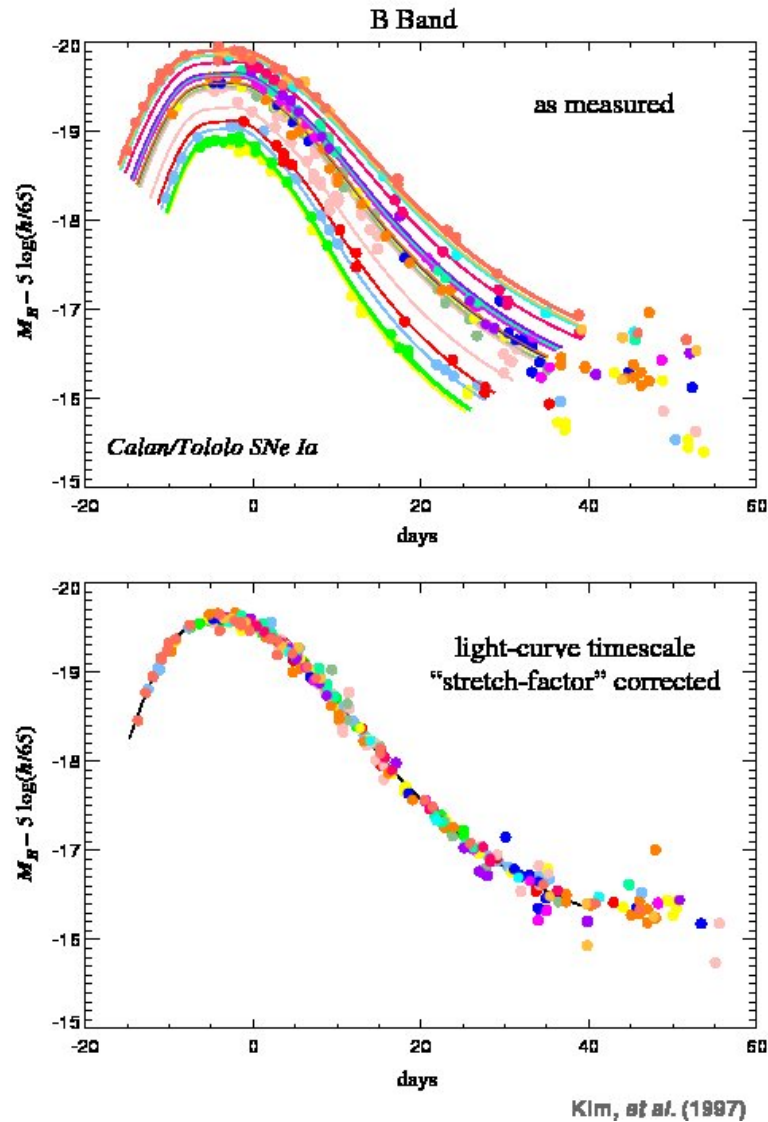 B Band
-20
as measured
-19
-18
-17
-16
-15
M_B – 5 log(h/65)
Calan/Tololo SNe Ia
-20 0 20 40 60
days
-20
light-curve timescale
“stretch-factor” corrected
-19
-18
-17
-16
-15
M_B – 5 log(h/65)
-20 0 20 40 60
days
Kim, et al. (1997)